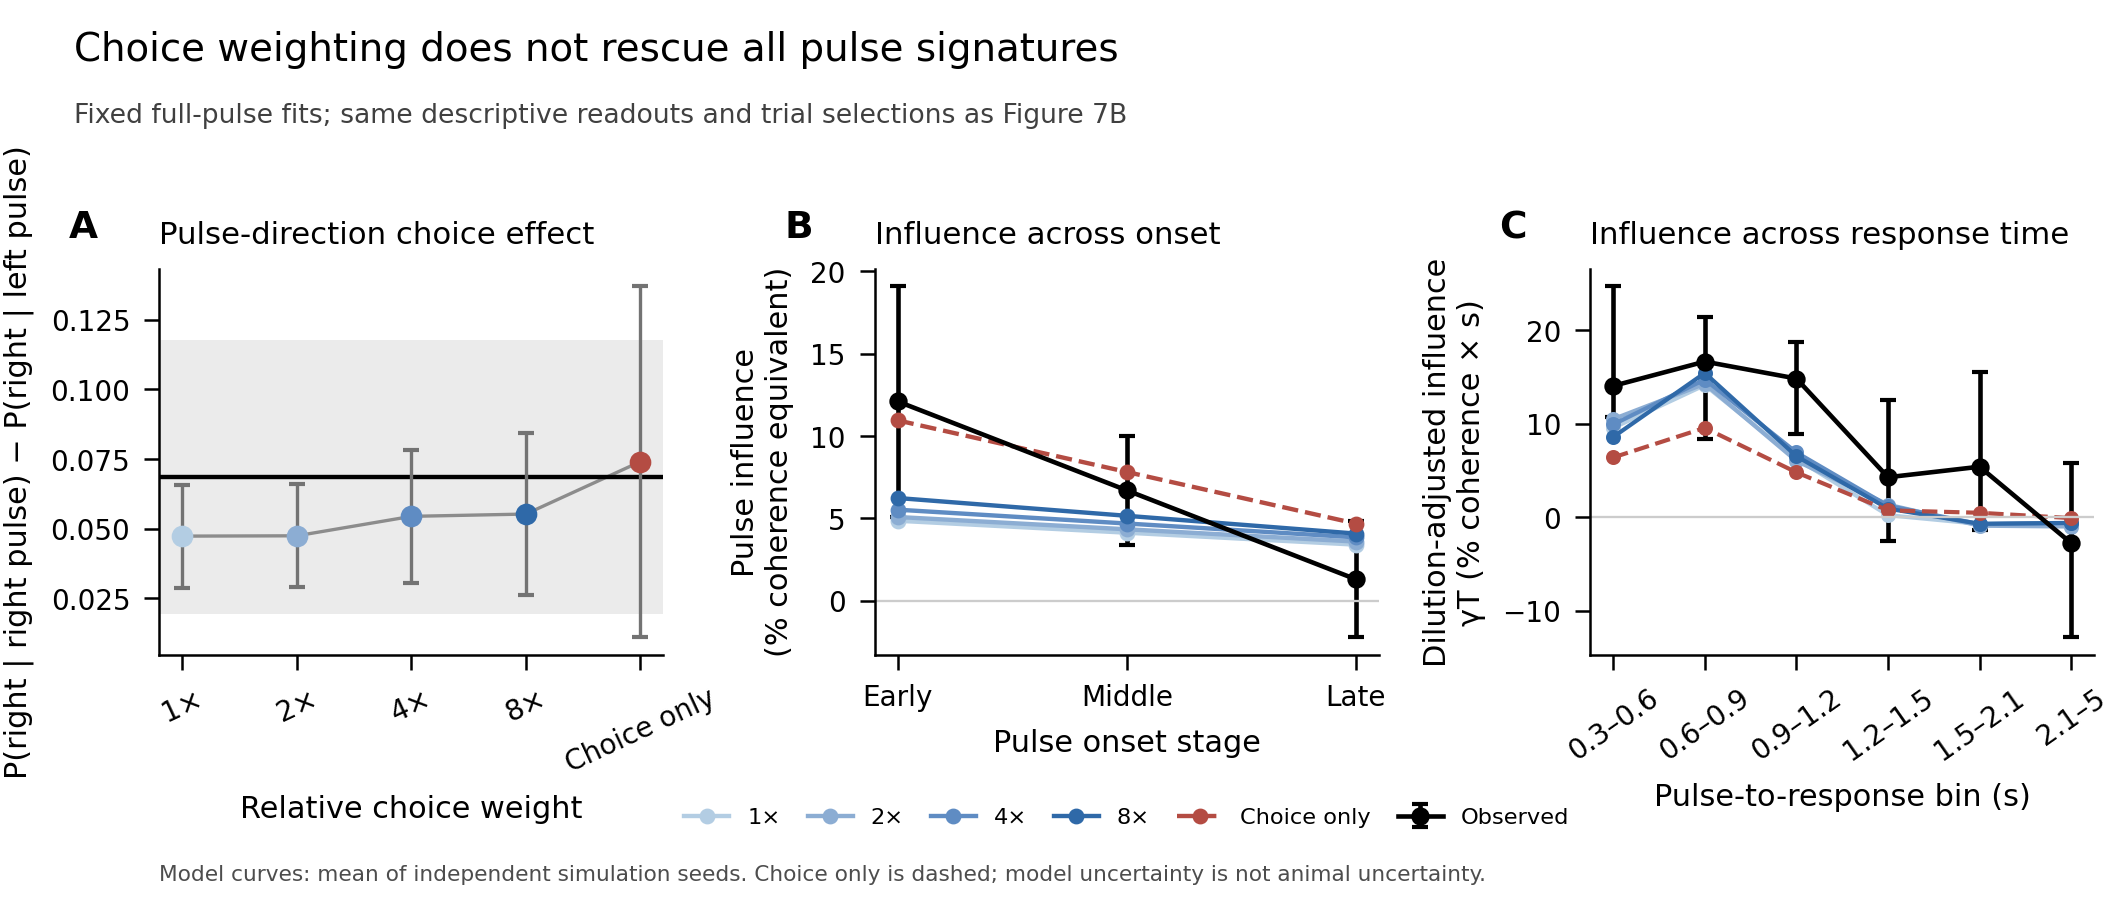 Choice weighting does not rescue all pulse signatures
Fixed full-pulse fits; same descriptive readouts and trial selections as Figure 7B
A
Pulse-direction choice effect
P(right | right pulse) − P(right | left pulse)
0.125
0.100
0.075
0.050
0.025
1×
2×
4×
8×
Choice only
Relative choice weight
B
Influence across onset
Pulse influence
(% coherence equivalent)
20
15
10
5
0
Early
Middle
Late
Pulse onset stage
C
Influence across response time
Dilution-adjusted influence
γT (% coherence × s)
20
10
0
−10
0.3–0.6
0.6–0.9
0.9–1.2
1.2–1.5
1.5–2.1
2.1–5
Pulse-to-response bin (s)
1×
2×
4×
8×
Choice only
Observed
Model curves: mean of independent simulation seeds. Choice only is dashed; model uncertainty is not animal uncertainty.